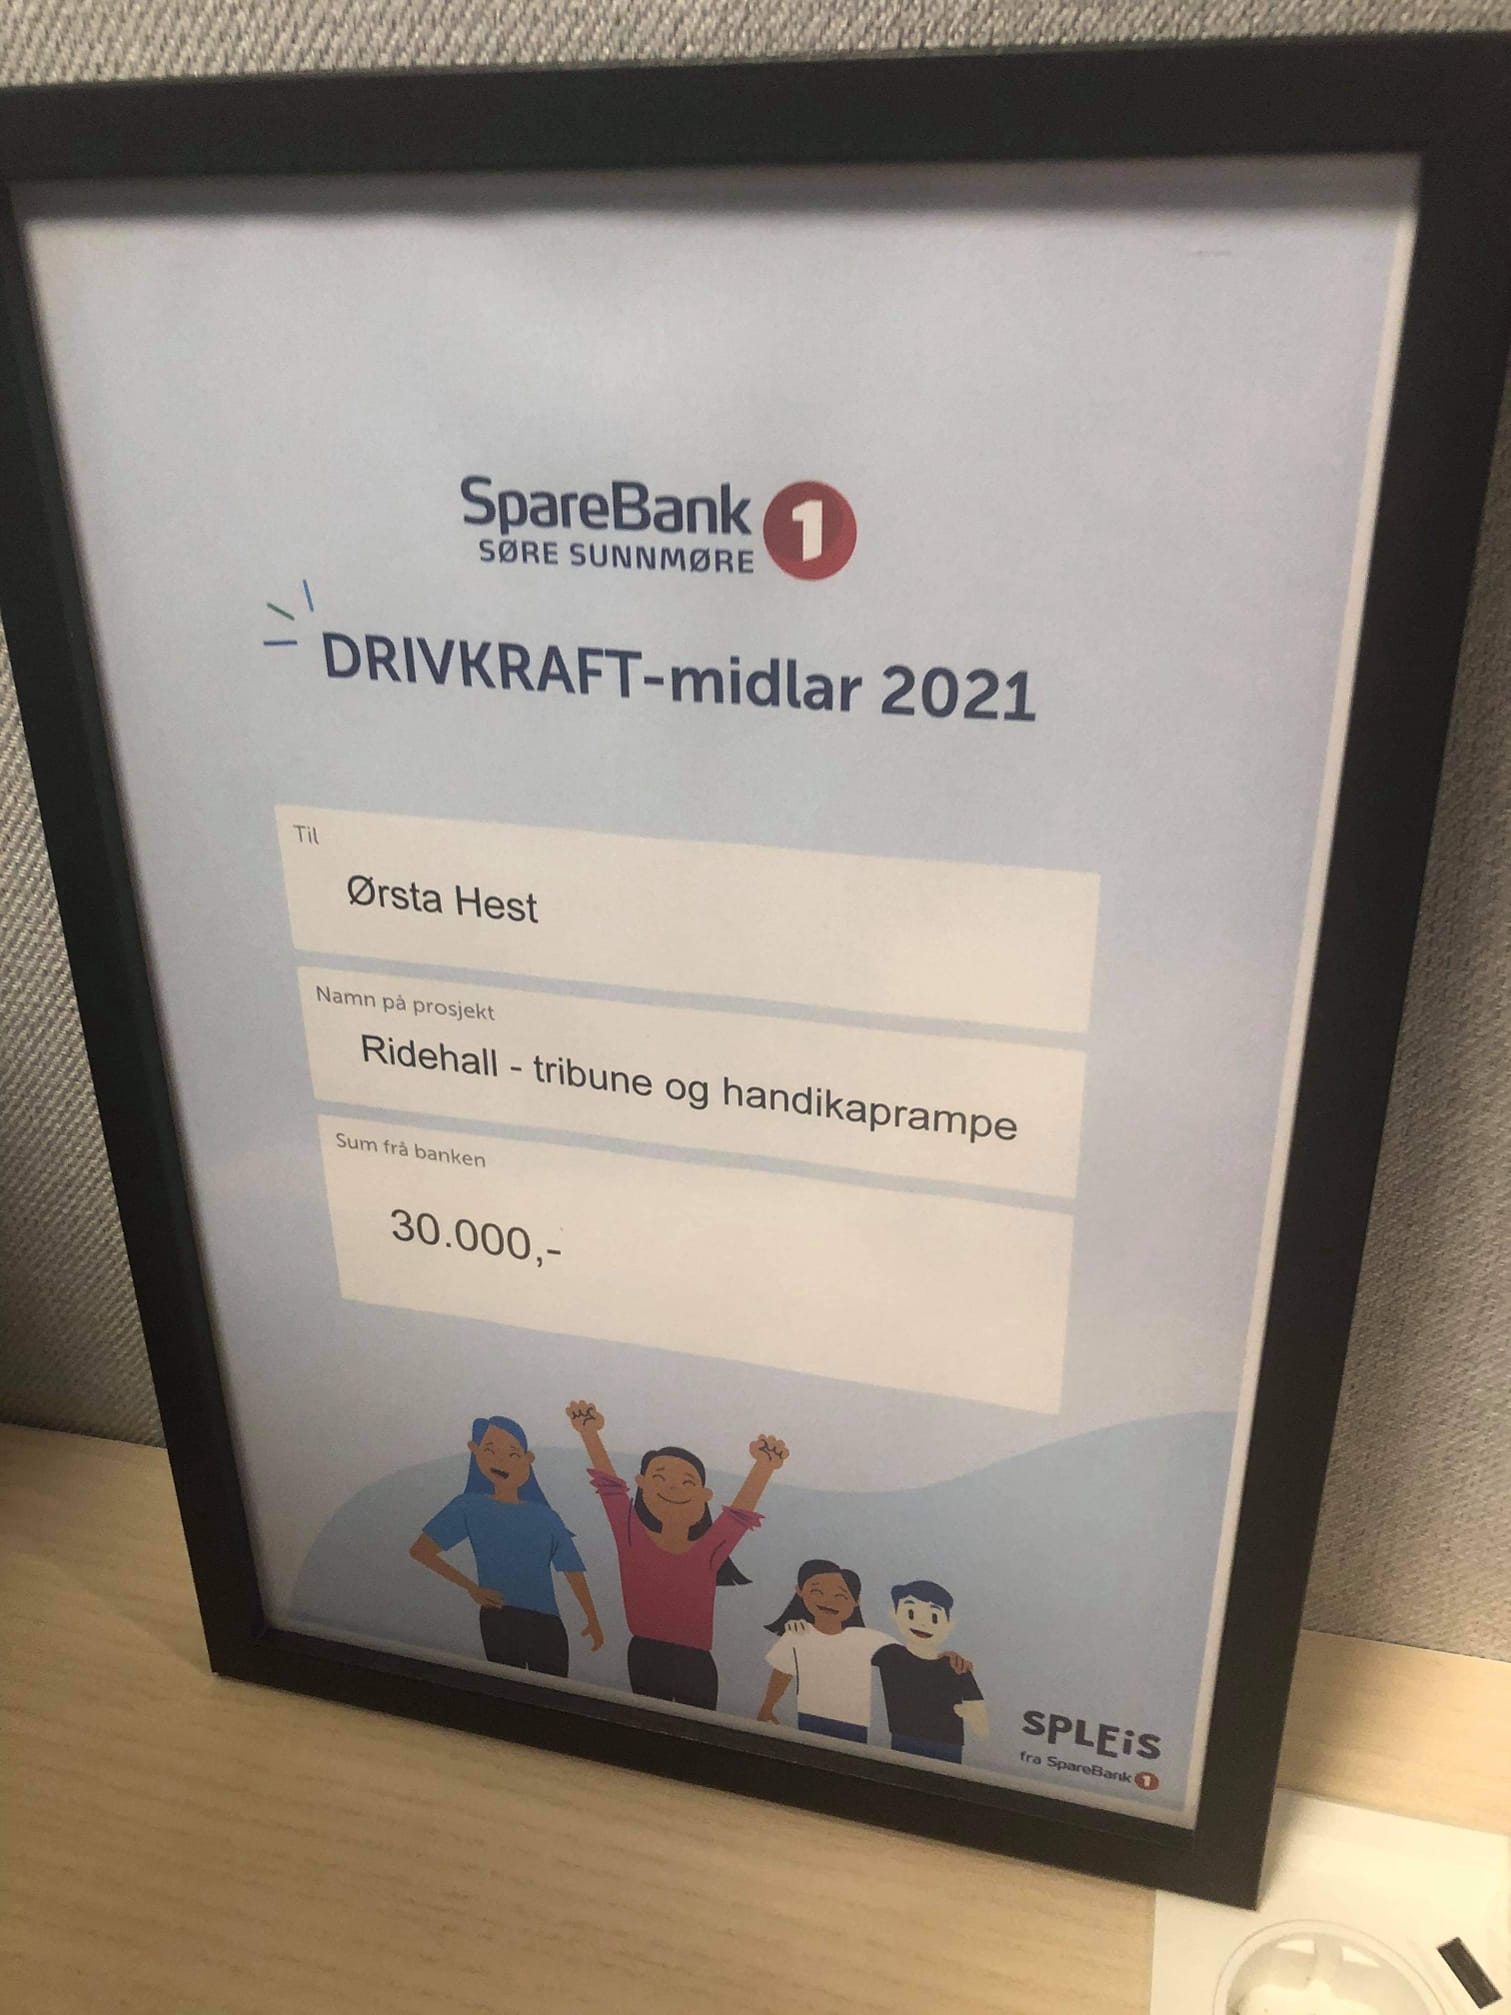 SpareBank 1
SØRE SUNNMØRE
DRIVKRAFT-midlar 2021
Til
Ørsta Hest
Namn på prosjekt
Ridehall - tribune og handikaprampe
Sum frå banken
30.000,-
SPLEiS
fra SpareBank 1